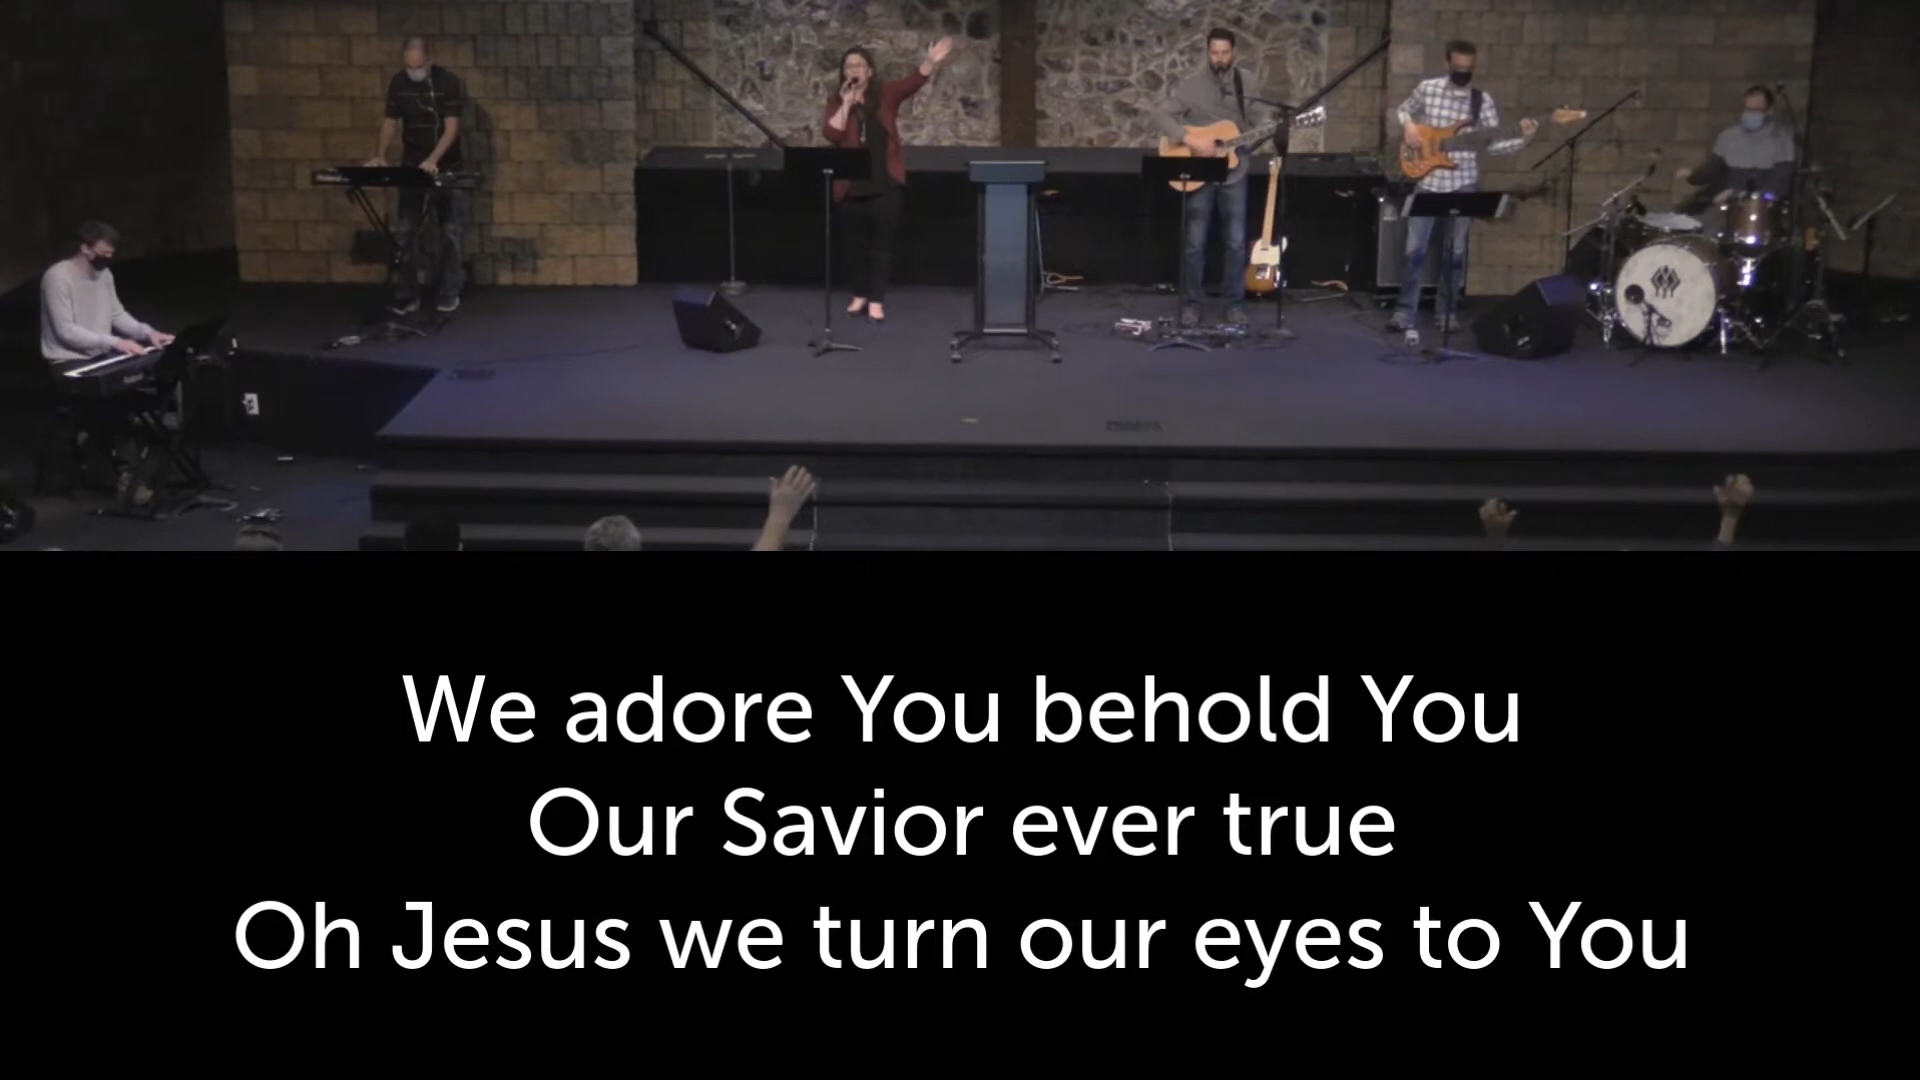 We adore You behold You
Our Savior ever true
Oh Jesus we turn our eyes to You